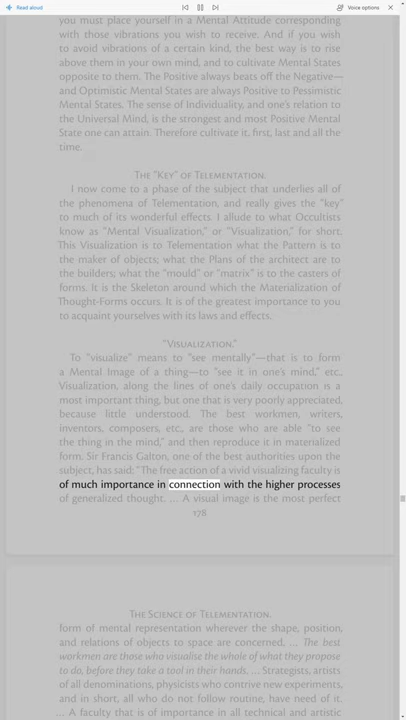 Read aloud
Voice options
you must place yourself in a Mental Attitude corresponding
with those vibrations you wish to receive. And if you wish
to avoid vibrations of a certain kind, the best way is to rise
above them in your own mind, and to cultivate Mental States
opposite to them. The Positive always beats off the Negative—
and Optimistic Mental States are always Positive to Pessimistic
Mental States. The sense of Individuality, and one's relation to
the Universal Mind, is the strongest and most Positive Mental
State one can attain. Therefore cultivate it, first, last and all the
time.
The "Key" of Telementation.
I now come to a phase of the subject that underlies all of
the phenomena of Telementation, and really gives the "key"
to much of its wonderful effects. I allude to what Occultists
know as "Mental Visualization," or "Visualization," for short.
This Visualization is to Telementation what the Pattern is to
the maker of objects; what the Plans of the architect are to
the builders; what the "mould" or "matrix" is to the casters of
forms. It is the Skeleton around which the Materialization of
Thought-Forms occurs. It is of the greatest importance to you
to acquaint yourselves with its laws and effects.
"Visualization."
To "visualize" means to "see mentally"—that is to form
a Mental Image of a thing—to "see it in one's mind," etc.,
Visualization, along the lines of one's daily occupation is a
most important thing, but one that is very poorly appreciated,
because little understood. The best workmen, writers,
inventors, composers, etc., are those who are able "to see
the thing in the mind," and then reproduce it in materialized
form. Sir Francis Galton, one of the best authorities upon the
subject, has said: "The free action of a vivid visualizing faculty is
of much importance in connection with the higher processes
of generalized thought. ... A visual image is the most perfect
178
The Science of Telementation.
form of mental representation wherever the shape, position,
and relations of objects to space are concerned. ... The best
workmen are those who visualise the whole of what they propose
to do, before they take a tool in their hands. ... Strategists, artists
of all denominations, physicists who contrive new experiments,
and in short, all who do not follow routine, have need of it.
... A faculty that is of importance in all technical and artistic